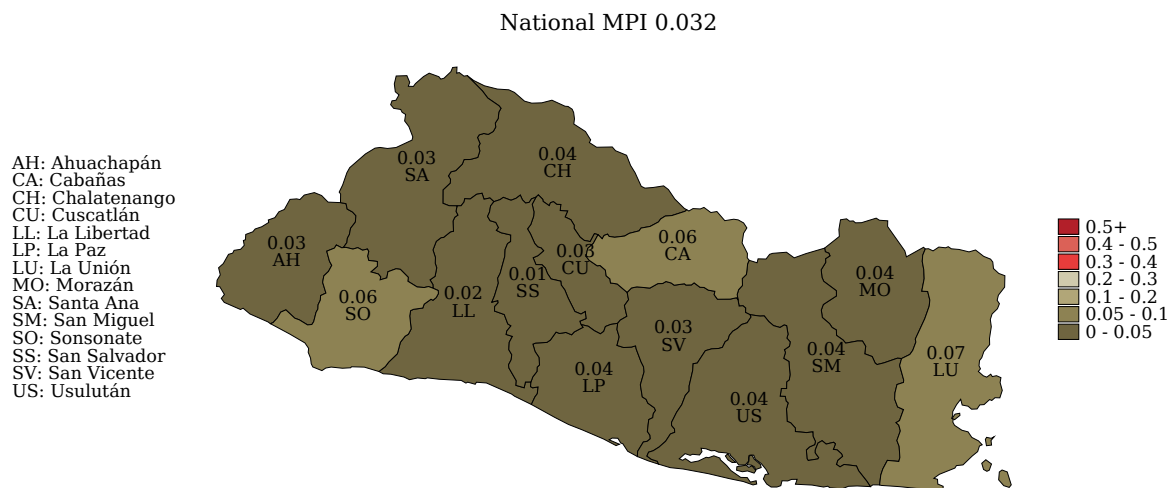 National MPI 0.032
AH: Ahuachapán
CA: Cabañas
CH: Chalatenango
CU: Cuscatlán
LL: La Libertad
LP: La Paz
LU: La Unión
MO: Morazán
SA: Santa Ana
SM: San Miguel
SO: Sonsonate
SS: San Salvador
SV: San Vicente
US: Usulután
0.03
SA
0.04
CH
0.03
AH
0.06
SO
0.02
LL
0.01
SS
0.03
CU
0.06
CA
0.03
SV
0.04
LP
0.04
US
0.04
SM
0.04
MO
0.07
LU
0.5+
0.4 - 0.5
0.3 - 0.4
0.2 - 0.3
0.1 - 0.2
0.05 - 0.1
0 - 0.05